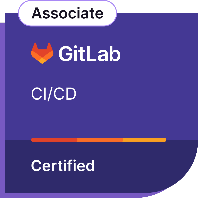 Associate
GitLab
CI/CD
Certified